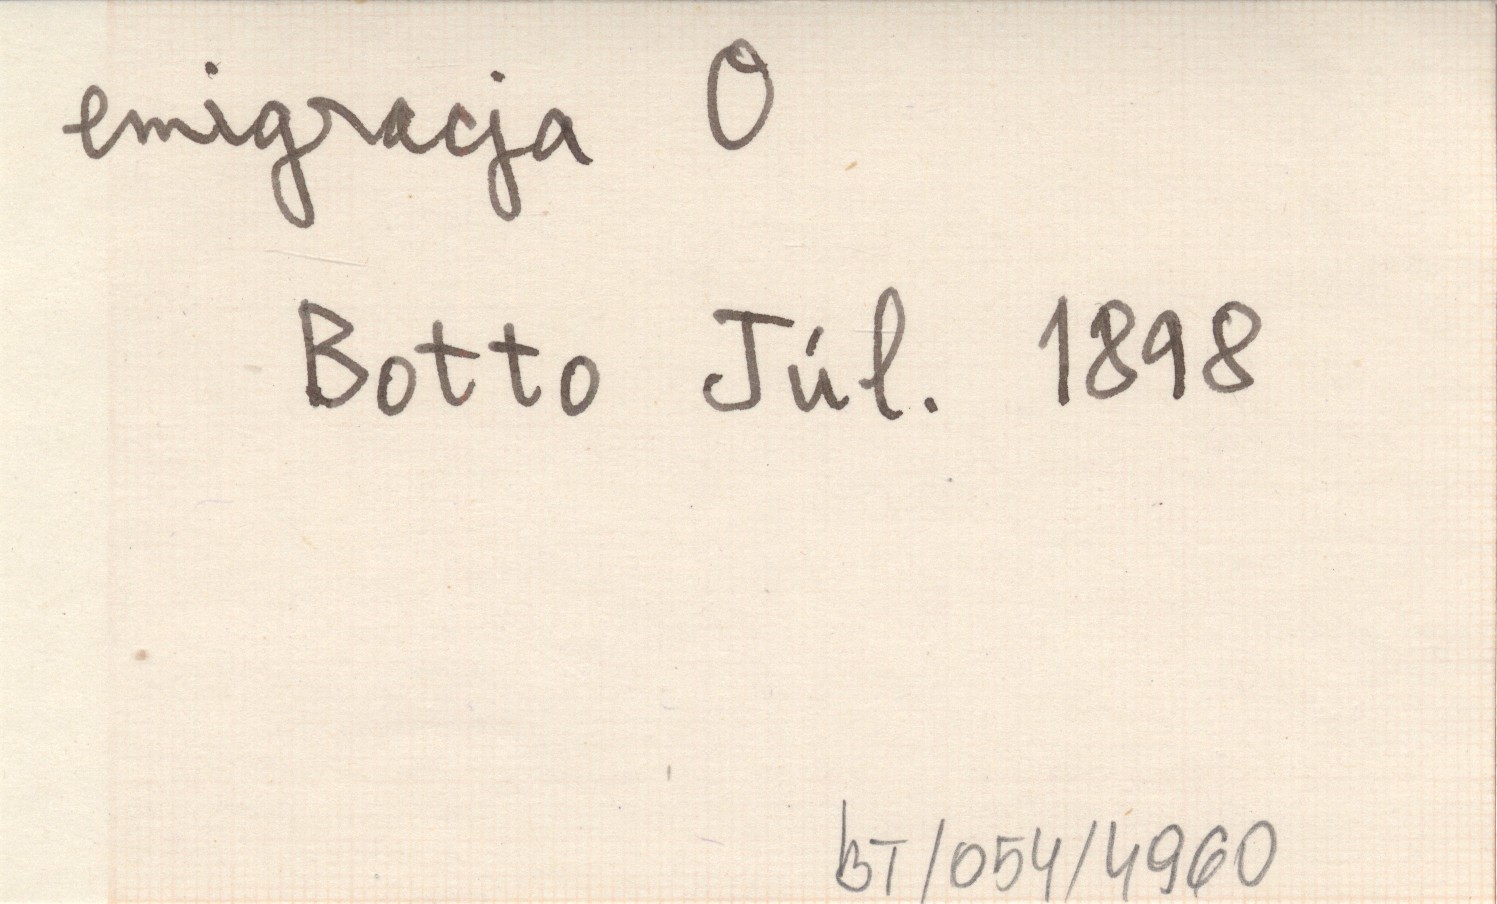 emigracja O
Botto Júl. 1898
BT/054/4960